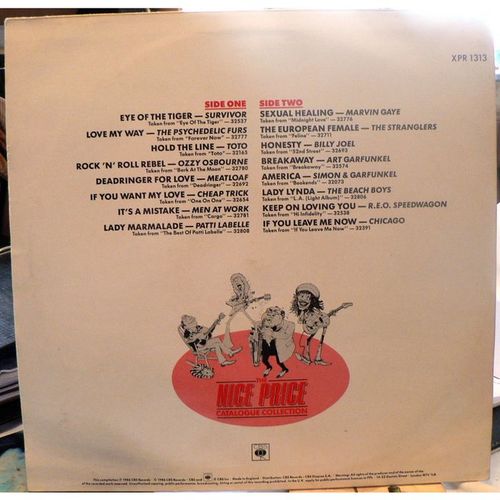 XPR 1313
SIDE ONE
EYE OF THE TIGER — SURVIVOR
Taken from "Eye Of The Tiger" — 32537
LOVE MY WAY — THE PSYCHEDELIC FURS
Taken from "Forever Now" — 32777
HOLD THE LINE — TOTO
Taken from "Toto" — 32165
ROCK 'N' ROLL REBEL — OZZY OSBOURNE
Taken from "Bark At The Moon" — 32780
DEADRINGER FOR LOVE — MEATLOAF
Taken from "Deadringer" — 32692
IF YOU WANT MY LOVE — CHEAP TRICK
Taken from "One On One" — 32654
IT'S A MISTAKE — MEN AT WORK
Taken from "Cargo" — 32781
LADY MARMALADE — PATTI LABELLE
Taken from "The Best Of Patti Labelle" — 32808
SIDE TWO
SEXUAL HEALING — MARVIN GAYE
Taken from "Midnight Love" — 32776
THE EUROPEAN FEMALE — THE STRANGLERS
Taken from "Feline" — 32711
HONESTY — BILLY JOEL
Taken from "52nd Street" — 32693
BREAKAWAY — ART GARFUNKEL
Taken from "Breakaway" — 32574
AMERICA — SIMON & GARFUNKEL
Taken from "Bookends" — 32073
LADY LYNDA — THE BEACH BOYS
Taken from "L.A. (Light Album)" — 32806
KEEP ON LOVING YOU — R.E.O. SPEEDWAGON
Taken from "Hi Infidelity" — 32538
IF YOU LEAVE ME NOW — CHICAGO
Taken from "If You Leave Me Now" — 32391
THE
NICE PRICE
CATALOGUE COLLECTION
CBS